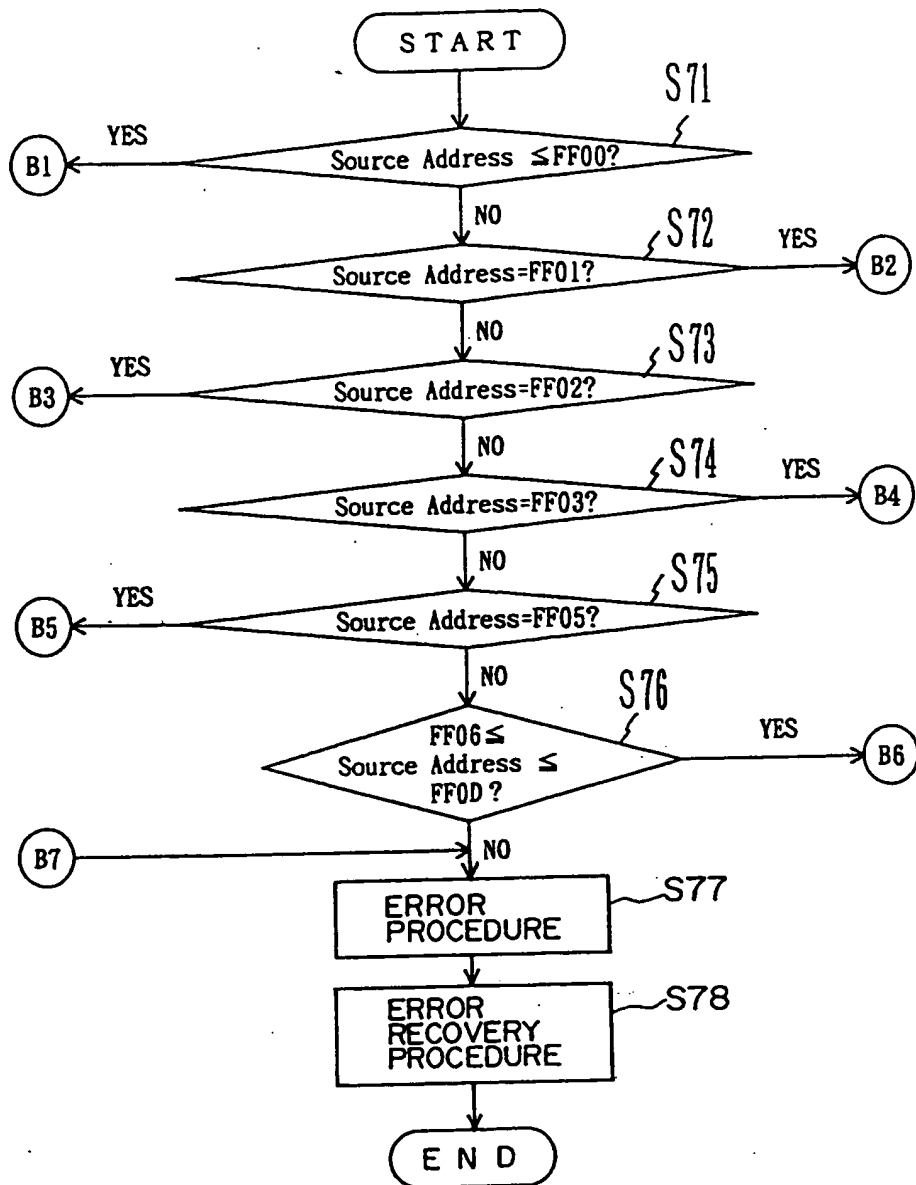 START
S71
YES
B1
Source Address ≦FF00?
NO
S72
YES
Source Address=FF01?
B2
NO
S73
YES
B3
Source Address=FF02?
NO
S74
YES
Source Address=FF03?
B4
NO
S75
YES
B5
Source Address=FF05?
NO
S76
FF06≦
YES
Source Address ≦
B6
FF0D?
B7
NO
S77
ERROR
PROCEDURE
S78
ERROR
RECOVERY
PROCEDURE
END